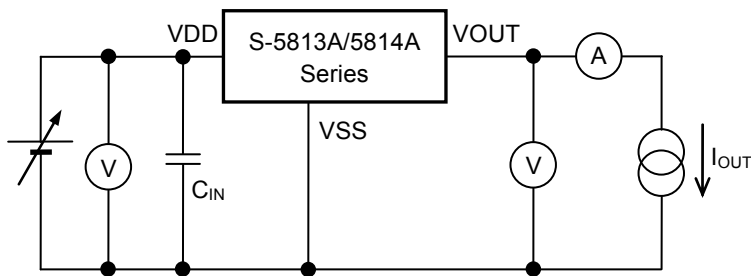 VDD
S-5813A/5814A
Series
VOUT
A
VSS
V
CIN
V
IOUT